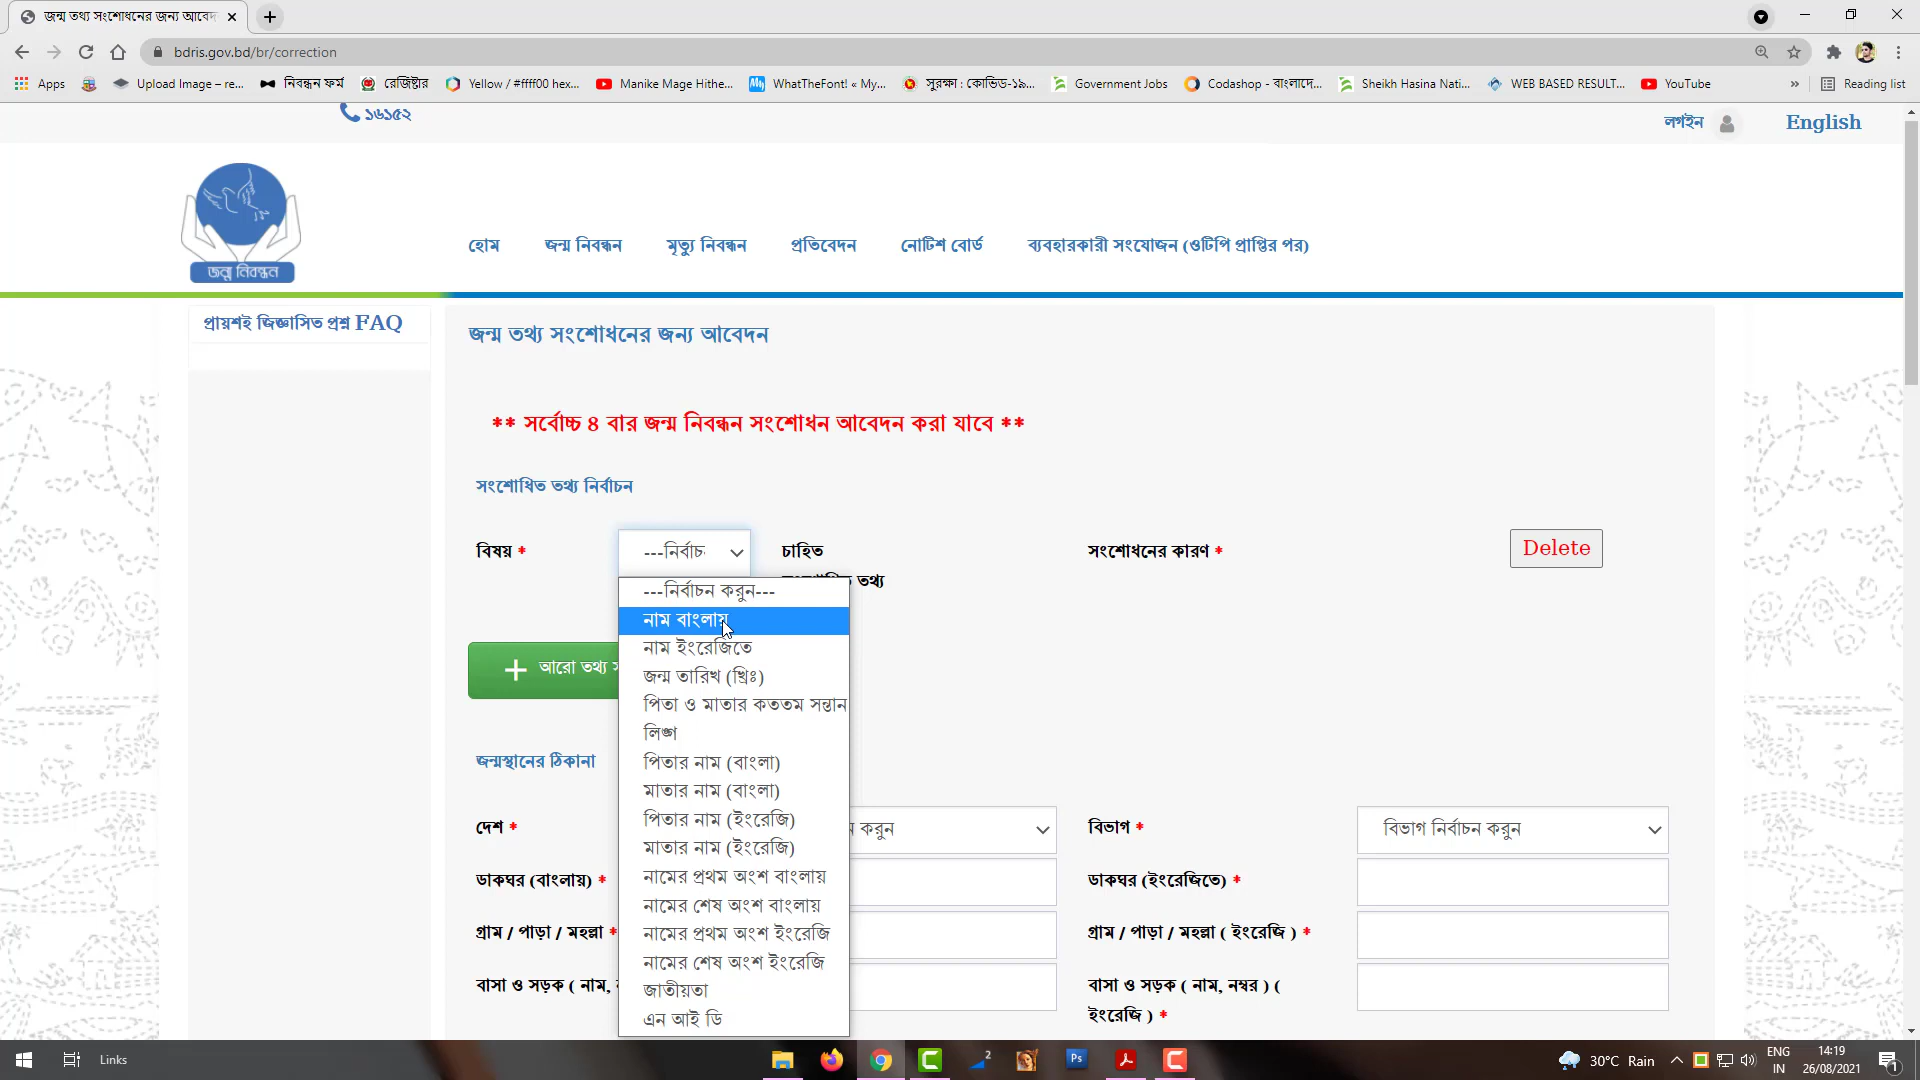 জন্ম তথ্য সংশোধনের জন্য আবেদ
bdris.gov.bd/br/correction
Apps
Upload Image – re...
নিবন্ধন ফর্ম
রেজিষ্টার
Yellow / #ffff00 hex...
Manike Mage Hithe...
WhatTheFont! « My...
সুরক্ষা : কোভিড-১৯...
Government Jobs
Codashop - বাংলাদে...
Sheikh Hasina Nati...
WEB BASED RESULT...
YouTube
»
Reading list
১৬১৫২
লগইন
English
জন্ম নিবন্ধন
হোম
জন্ম নিবন্ধন
মৃত্যু নিবন্ধন
প্রতিবেদন
নোটিশ বোর্ড
ব্যবহারকারী সংযোজন (ওটিপি প্রাপ্তির পর)
প্রায়শই জিজ্ঞাসিত প্রশ্ন FAQ
জন্ম তথ্য সংশোধনের জন্য আবেদন
** সর্বোচ্চ 4 বার জন্ম নিবন্ধন সংশোধন আবেদন করা যাবে **
সংশোধিত তথ্য নির্বাচন
বিষয় *
---নির্বাচ
চাহিত
তথ্য
সংশোধনের কারণ *
Delete
---নির্বাচন করুন---
নাম বাংলায়
নাম ইংরেজিতে
জন্ম তারিখ (খ্রিঃ)
পিতা ও মাতার কততম সন্তান
লিঙ্গ
পিতার নাম (বাংলা)
মাতার নাম (বাংলা)
পিতার নাম (ইংরেজি)
মাতার নাম (ইংরেজি)
নামের প্রথম অংশ বাংলায়
নামের শেষ অংশ বাংলায়
নামের প্রথম অংশ ইংরেজি
নামের শেষ অংশ ইংরেজি
জাতীয়তা
এন আই ডি
+ আরো তথ্য স
জন্মস্থানের ঠিকানা
দেশ *
করুন
বিভাগ *
বিভাগ নির্বাচন করুন
ডাকঘর (বাংলায়) *
ডাকঘর (ইংরেজিতে) *
গ্রাম / পাড়া / মহল্লা *
গ্রাম / পাড়া / মহল্লা ( ইংরেজি ) *
বাসা ও সড়ক ( নাম,
বাসা ও সড়ক ( নাম, নম্বর ) (
ইংরেজি ) *
Links
2
Ps
30°C Rain
ENG
IN
14:19
26/08/2021
1